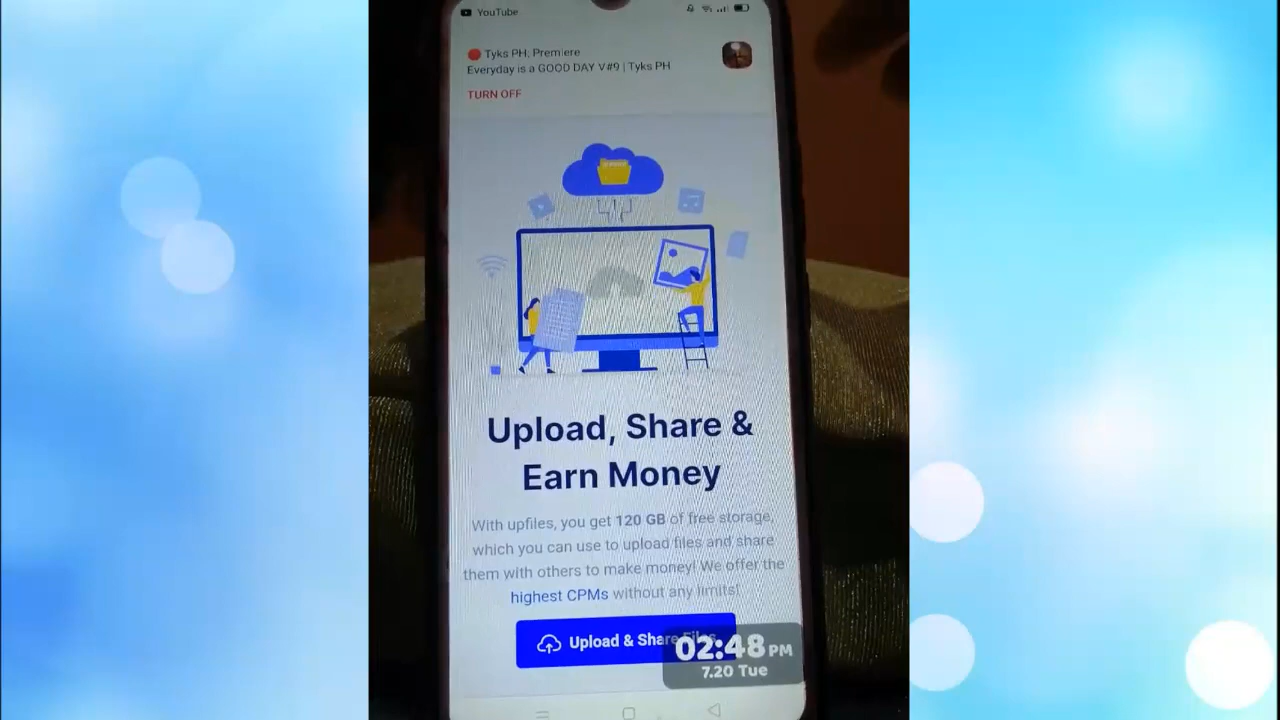 YouTube
Tyks PH: Premiere
Everyday is a GOOD DAY V#9 | Tyks PH
TURN OFF
Upload, Share &
Earn Money
With upfiles, you get 120 GB of free storage,
which you can use to upload files and share
them with others to make money! We offer the
highest CPMs without any limits!
Upload & Share Files
02:48 PM
7.20 Tue